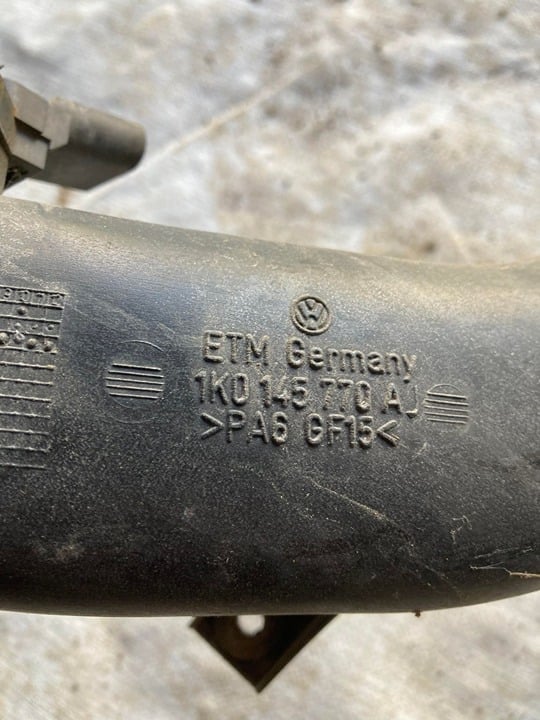 ETM Germany
1K0 145 770 AJ
>PA6 GF15<